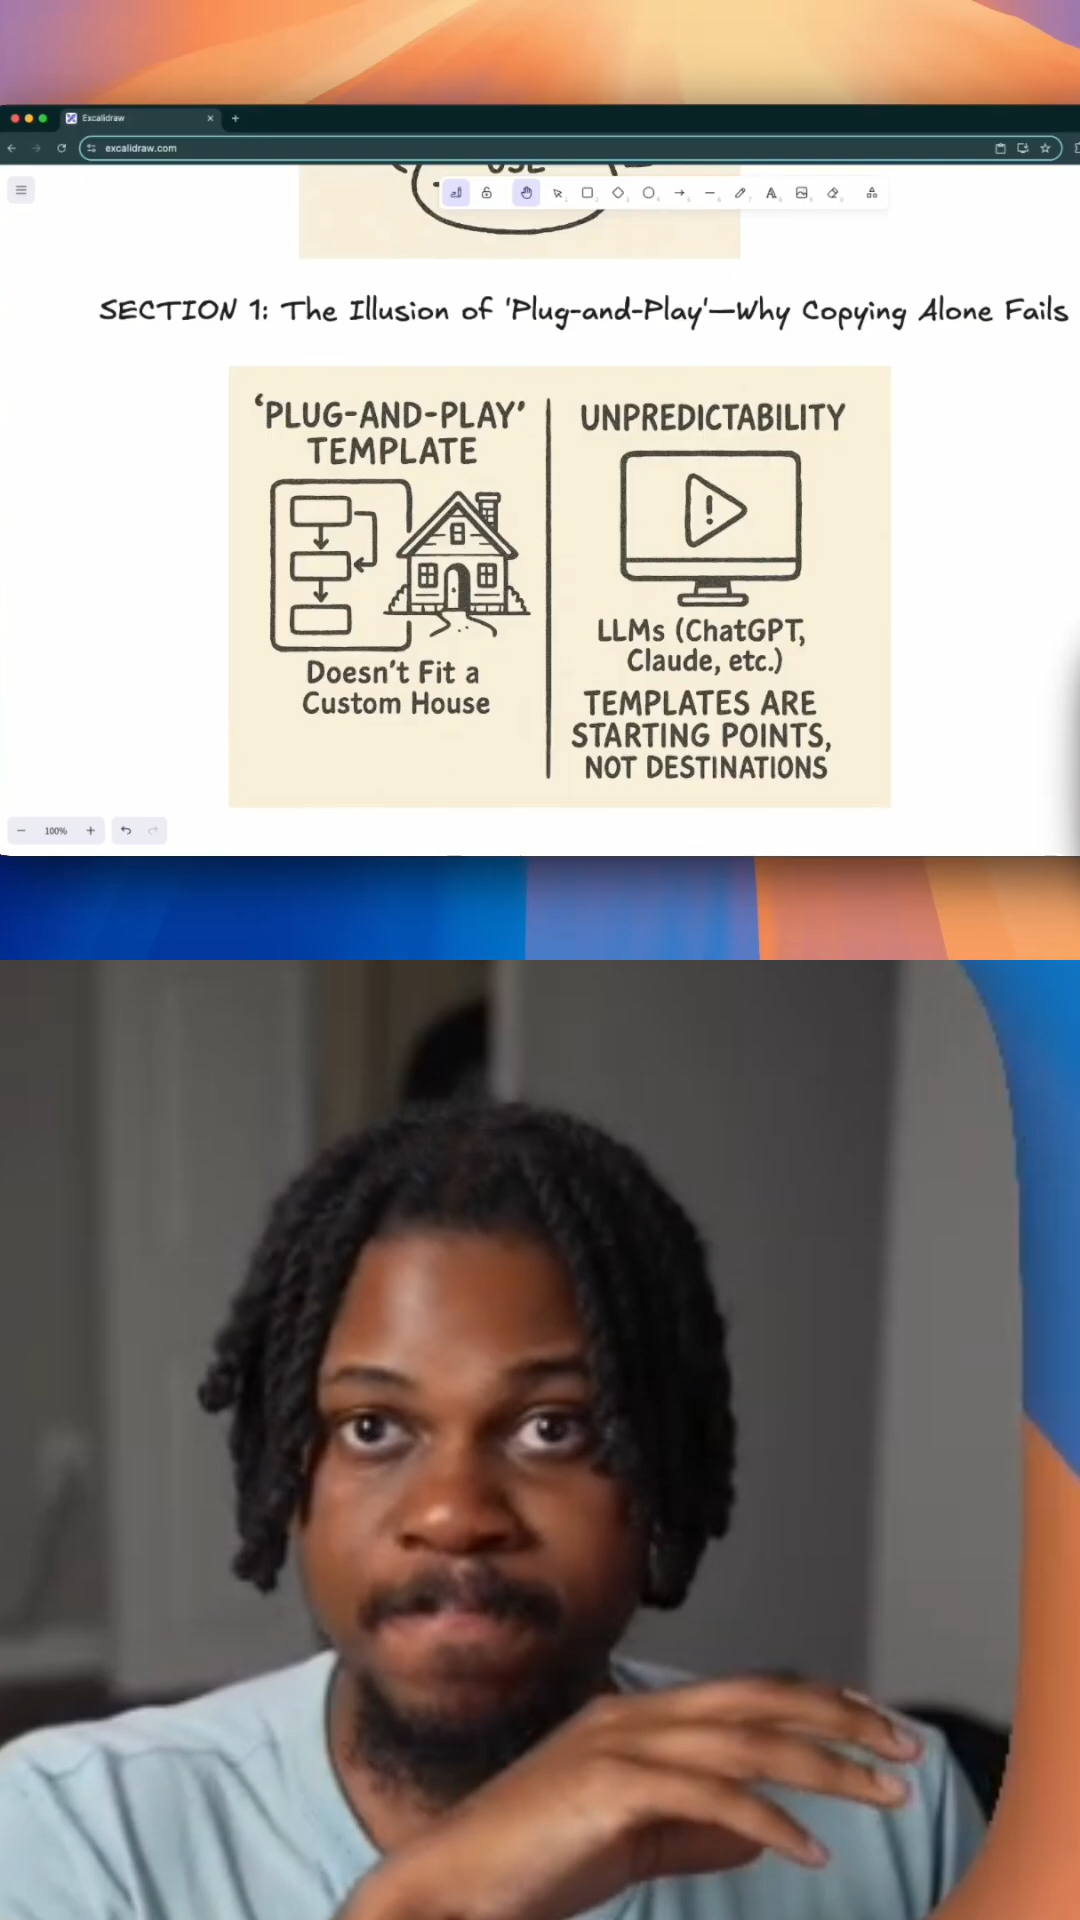 Excalidraw
excalidraw.com
USE
SECTION 1: The Illusion of 'Plug-and-Play'—Why Copying Alone Fails
‘PLUG-AND-PLAY’
TEMPLATE
Doesn't Fit a
Custom House
UNPREDICTABILITY
!
LLMs (ChatGPT,
Claude, etc.)
TEMPLATES ARE
STARTING POINTS,
NOT DESTINATIONS
100%